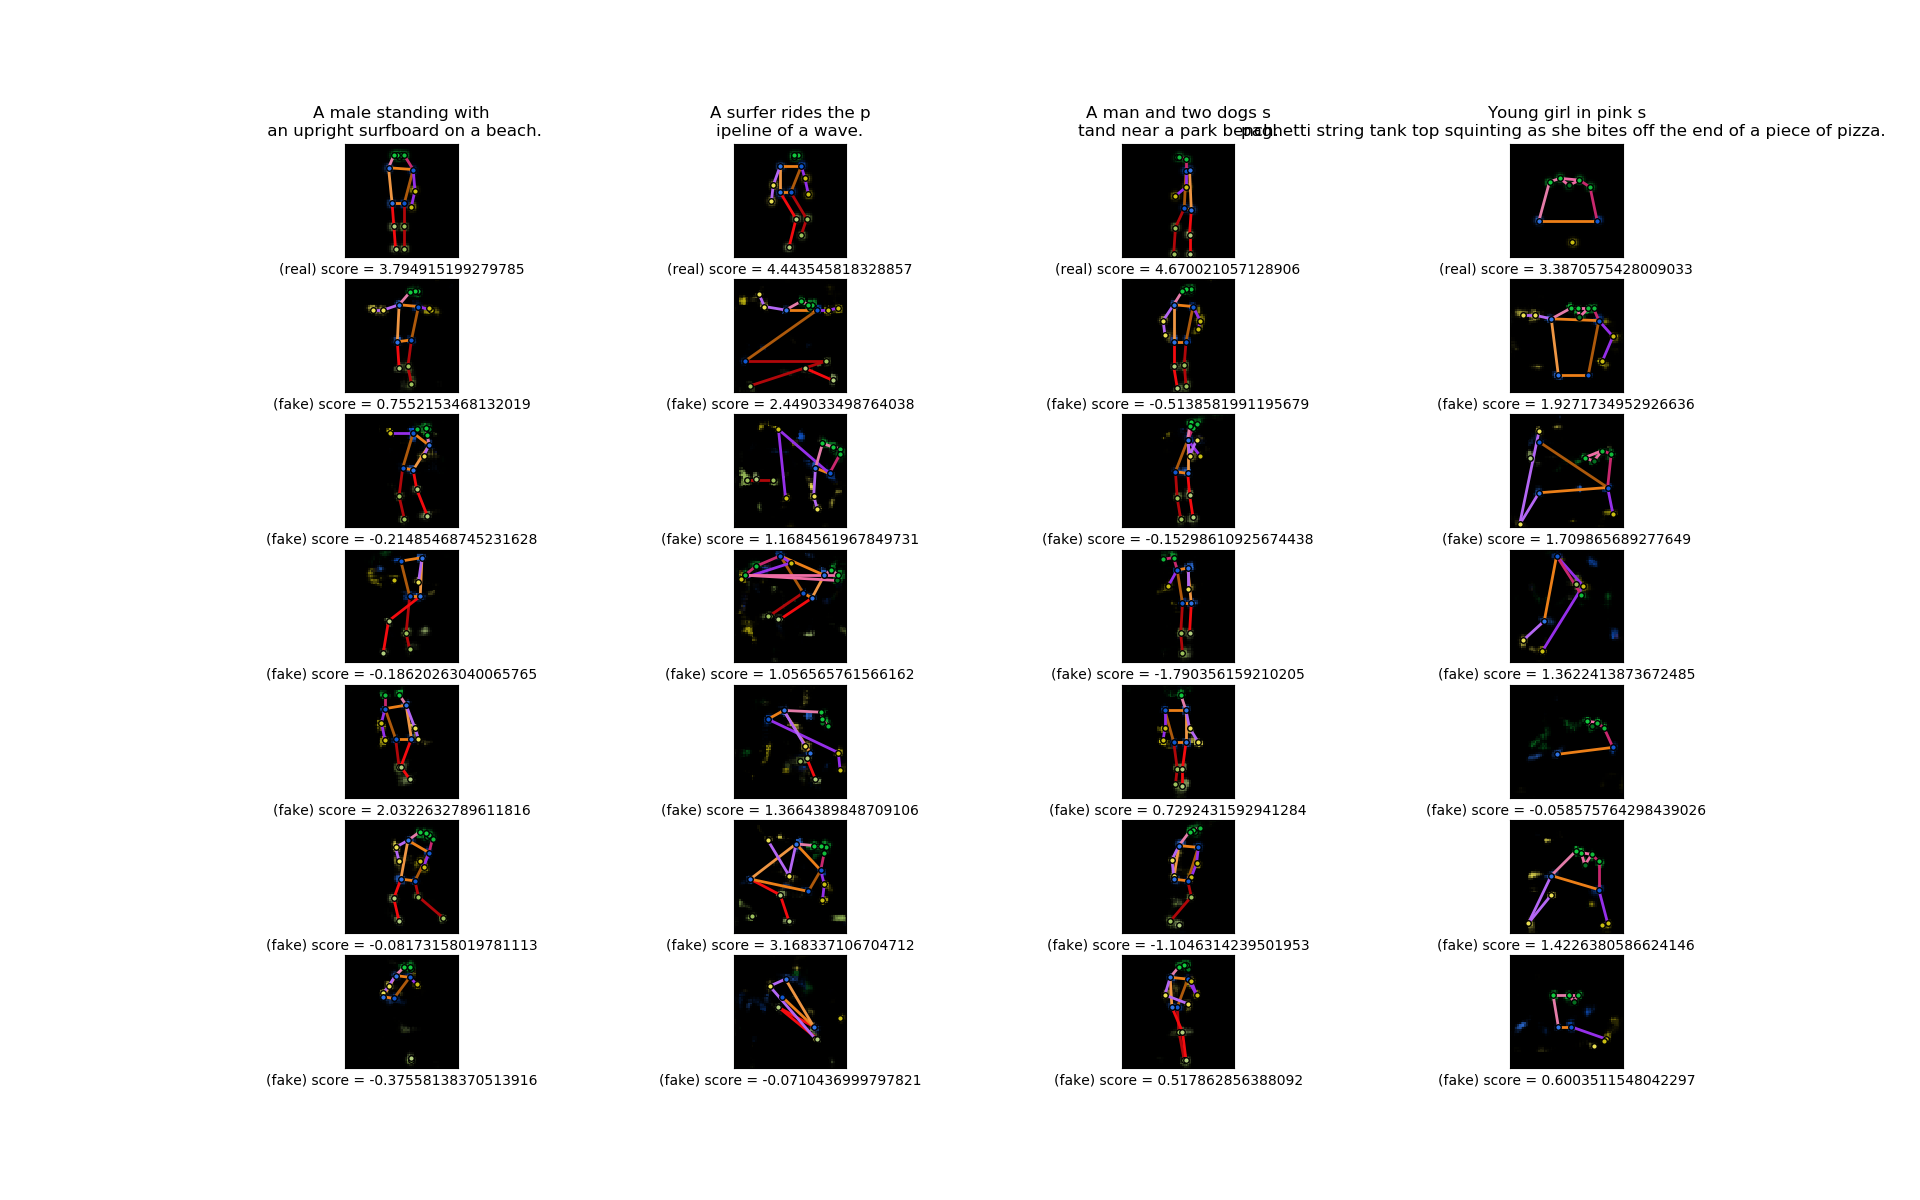 A male standing with
an upright surfboard on a beach.
A surfer rides the p
ipeline of a wave.
A man and two dogs s
tand near a park bench.
Young girl in pink s
paghetti string tank top squinting as she bites off the end of a piece of pizza.
(real) score = 3.794915199279785
(real) score = 4.443545818328857
(real) score = 4.670021057128906
(real) score = 3.3870575428009033
(fake) score = 0.7552153468132019
(fake) score = 2.449033498764038
(fake) score = -0.5138581991195679
(fake) score = 1.9271734952926636
(fake) score = -0.21485468745231628
(fake) score = 1.1684561967849731
(fake) score = -0.15298610925674438
(fake) score = 1.709865689277649
(fake) score = -0.18620263040065765
(fake) score = 1.056565761566162
(fake) score = -1.790356159210205
(fake) score = 1.3622413873672485
(fake) score = 2.0322632789611816
(fake) score = 1.3664389848709106
(fake) score = 0.7292431592941284
(fake) score = -0.058575764298439026
(fake) score = -0.08173158019781113
(fake) score = 3.168337106704712
(fake) score = -1.1046314239501953
(fake) score = 1.4226380586624146
(fake) score = -0.37558138370513916
(fake) score = -0.0710436999797821
(fake) score = 0.517862856388092
(fake) score = 0.6003511548042297